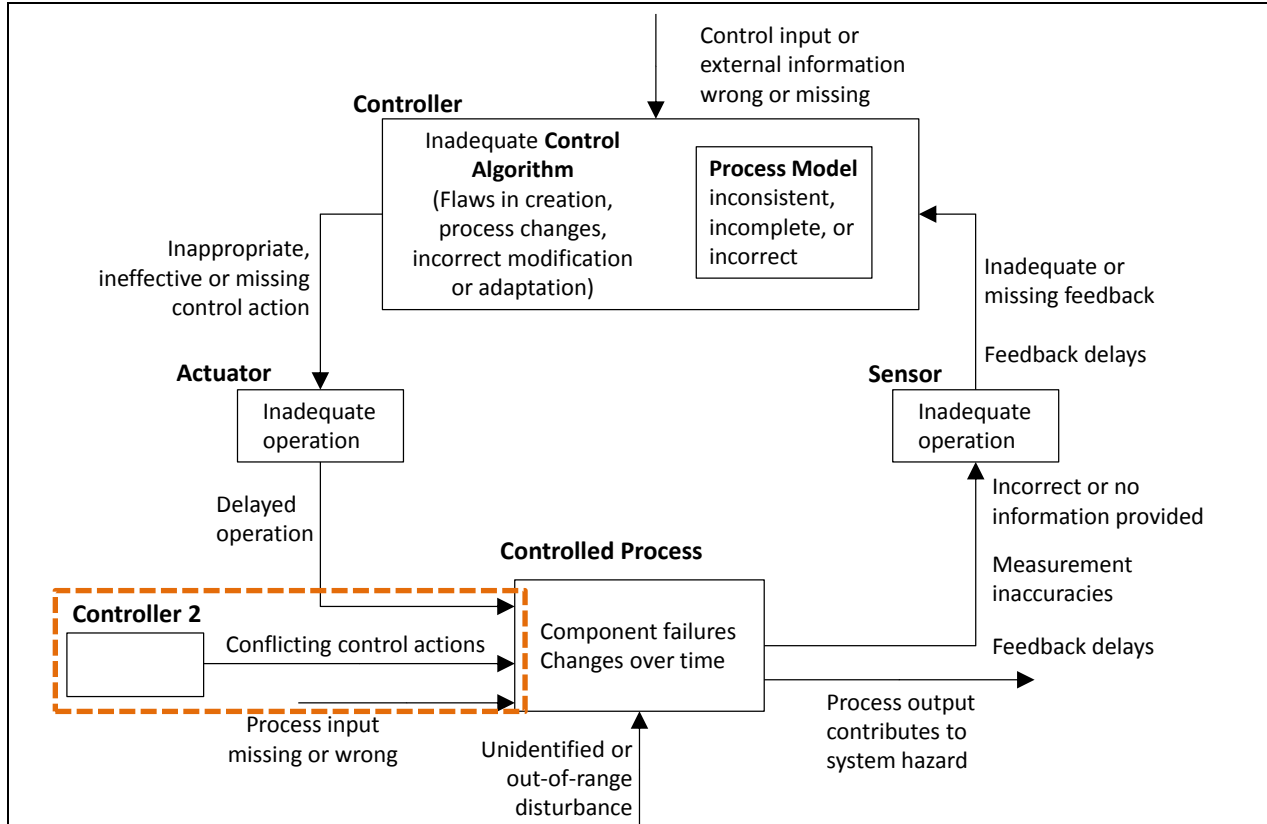 Control input or
external information
wrong or missing
Controller
Inadequate Control
Algorithm
(Flaws in creation,
process changes,
incorrect modification
or adaptation)
Process Model
inconsistent,
incomplete, or
incorrect
Inappropriate,
ineffective or missing
control action
Inadequate or
missing feedback
Feedback delays
Actuator
Inadequate
operation
Sensor
Inadequate
operation
Delayed
operation
Incorrect or no
information provided
Measurement
inaccuracies
Feedback delays
Controlled Process
Component failures
Changes over time
Controller 2
Conflicting control actions
Process input
missing or wrong
Unidentified or
out-of-range
disturbance
Process output
contributes to
system hazard